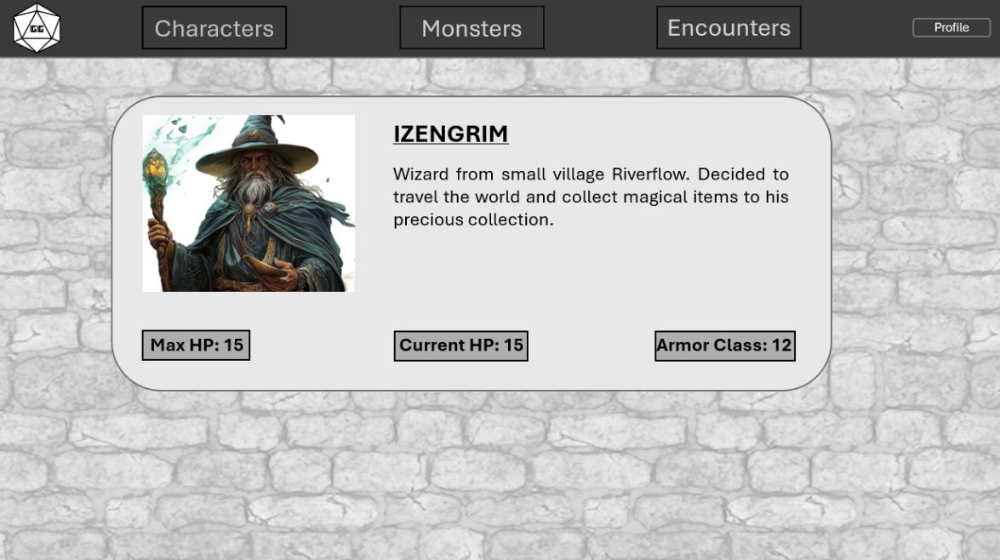 GG
Characters
Monsters
Encounters
Profile
IZENGRIM
Wizard from small village Riverflow. Decided to
travel the world and collect magical items to his
precious collection.
Max HP: 15
Current HP: 15
Armor Class: 12